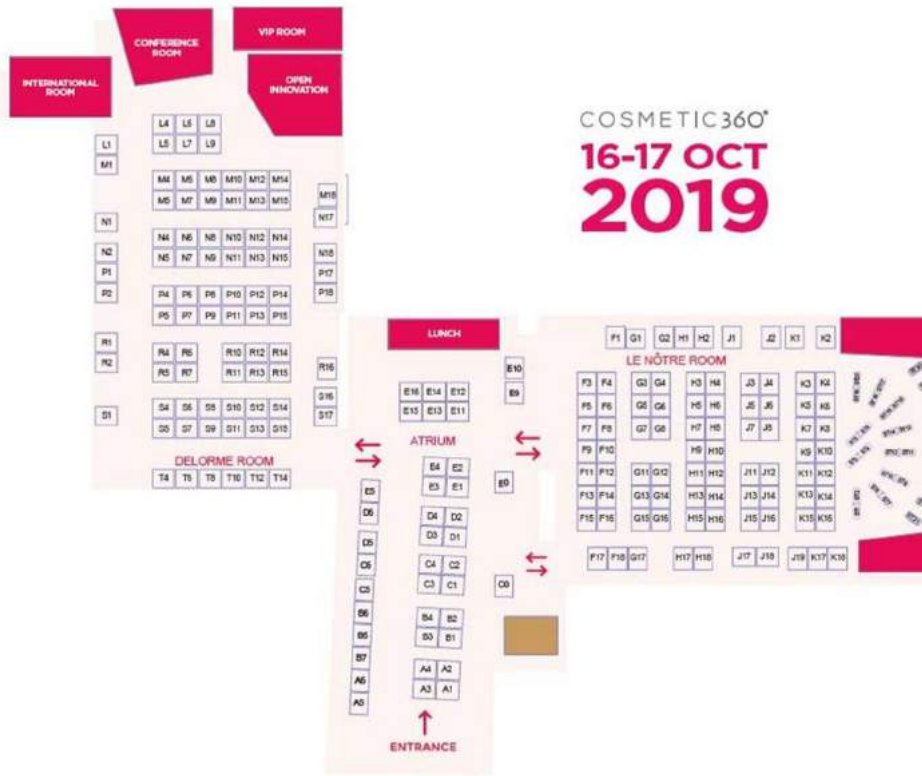 CONFERENCE
ROOM
VIP ROOM
INTERNATIONAL
ROOM
OPEN
INNOVATION
COSMETIC360°
16-17 OCT
2019
L4 L6 L8
L5 L7 L9
L1
M1
M4 M6 M8 M10 M12 M14
M5 M7 M9 M11 M13 M15
M16
N17
N1
N4 N6 N8 N10 N12 N14
N5 N7 N9 N11 N13 N15
N2
P1
P2
N18
P17
P18
P4 P6 P8 P10 P12 P14
P5 P7 P9 P11 P13 P15
R1
R2
R4 R6 R10 R12 R14
R5 R7 R11 R13 R15
R16
S16
S17
S1
S4 S6 S8 S10 S12 S14
S5 S7 S9 S11 S13 S15
DELORME ROOM
T4 T6 T8 T10 T12 T14
LUNCH
E10
E9
E16 E14 E12
E15 E13 E11
ATRIUM
E4 E2
E3 E1
E0
E5
D6
D4 D2
D3 D1
D5
C6
C4 C2
C3 C1
C5
C0
B6
B4 B2
B3 B1
B7
A6
A4 A2
A3 A1
ENTRANCE
F1 G1 G2 H1 H2 J1 J2 K1 K2
LE NÔTRE ROOM
F3 F4 G3 G4 H3 H4 J3 J4 K3 K4
F5 F6 G5 G6 H5 H6 J5 J6 K5 K6
F7 F8 G7 G8 H7 H8 J7 J8 K7 K8
F9 F10 H9 H10 K9 K10
F11 F12 G11 G12 H11 H12 J11 J12 K11 K12
F13 F14 G13 G14 H13 H14 J13 J14 K13 K14
F15 F16 G15 G16 H15 H16 J15 J16 K15 K16
F17 F18 G17 H17 H18 J17 J18 J19 K17 K18